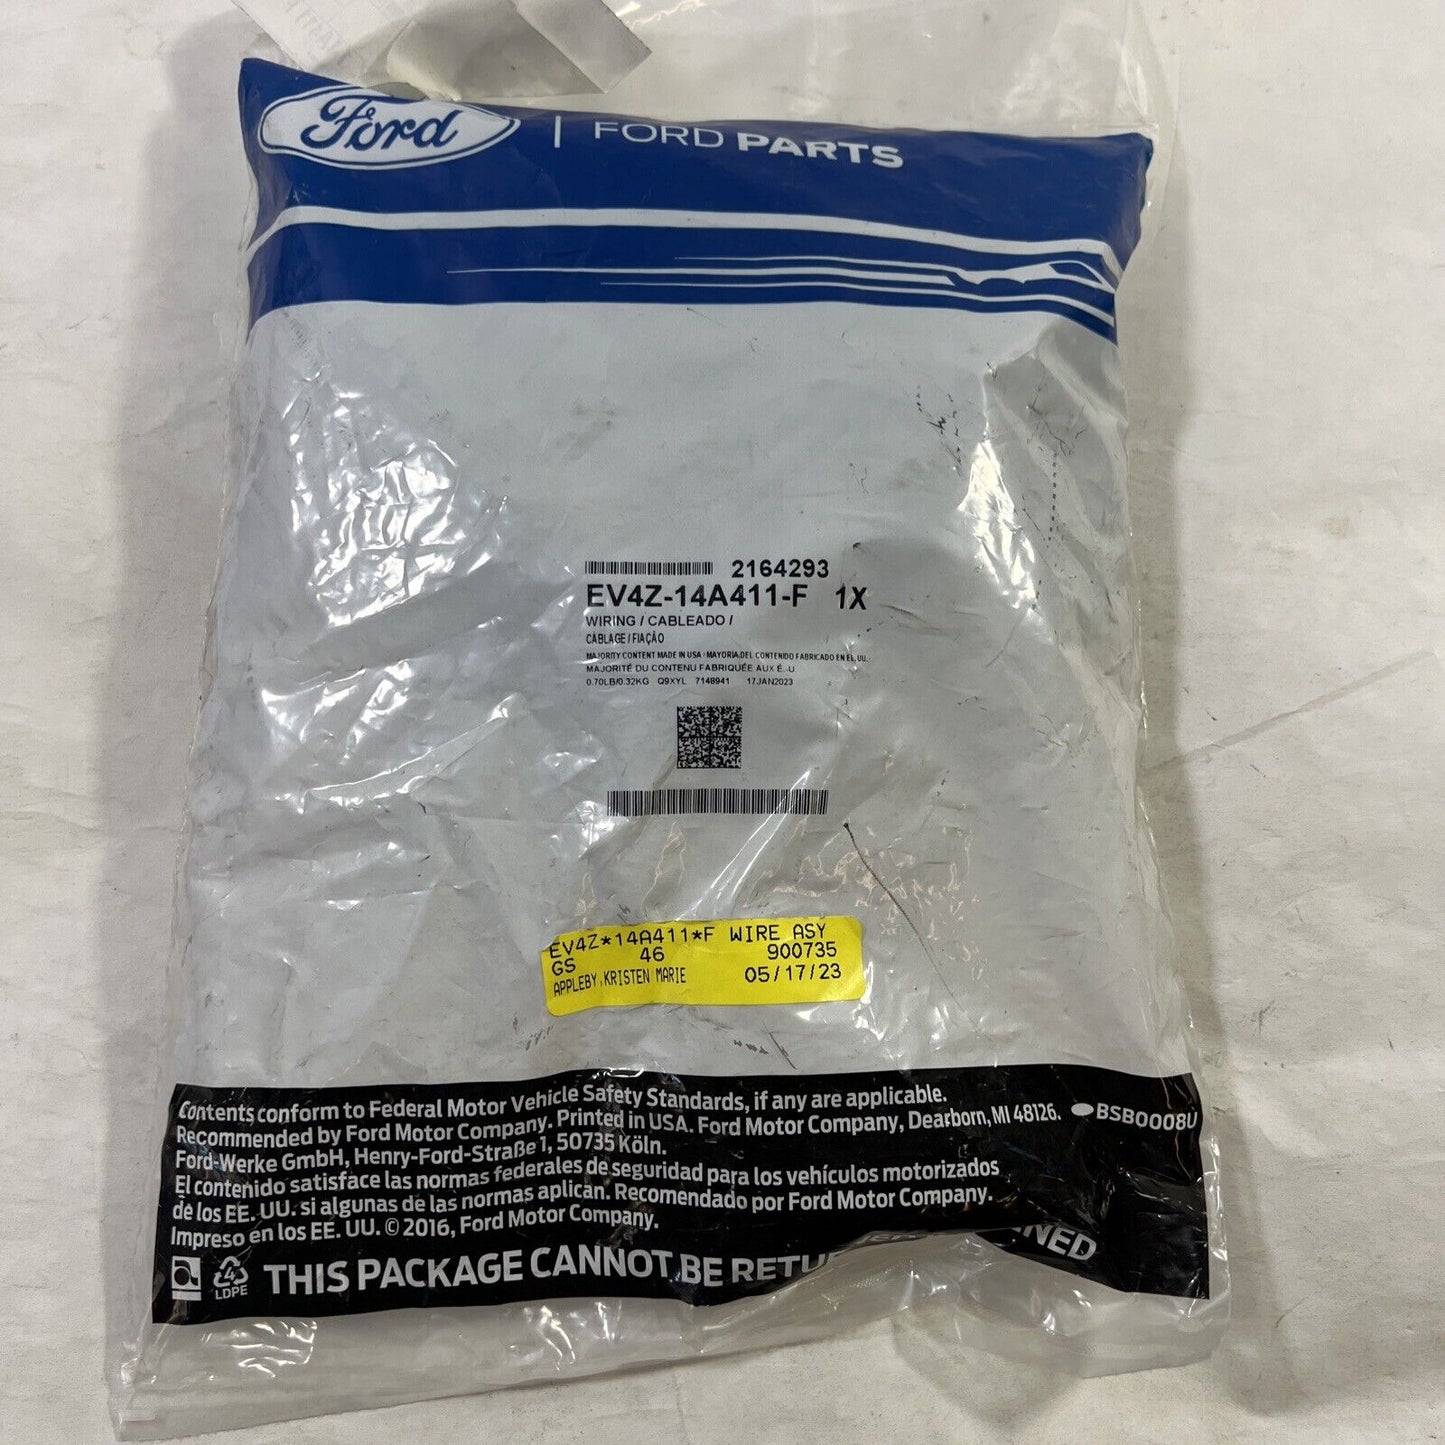 Ford | FORD PARTS
2164293
EV4Z-14A411-F 1X
WIRING / CABLEADO /
CÂBLAGE / FIAÇÃO
MAJORITY CONTENT MADE IN USA / MAYORIA DEL CONTENIDO FABRICADO EN EE. UU.
MAJORITÉ DU CONTENU FABRIQUÉE AUX É.-U
0.70LB/0.32KG Q9XYL 7148941 17JAN2023
EV4Z*14A411*F WIRE ASY
GS 46 900735
APPLEBY,KRISTEN MARIE 05/17/23
Contents conform to Federal Motor Vehicle Safety Standards, if any are applicable.
Recommended by Ford Motor Company. Printed in USA. Ford Motor Company, Dearborn, MI 48126. BSB0008U
Ford-Werke GmbH, Henry-Ford-Straße 1, 50735 Köln.
El contenido satisface las normas federales de seguridad para los vehículos motorizados
de los EE. UU. si algunas de las normas aplican. Recomendado por Ford Motor Company.
Impreso en los EE. UU. © 2016, Ford Motor Company.
THIS PACKAGE CANNOT BE RETU
4
LDPE